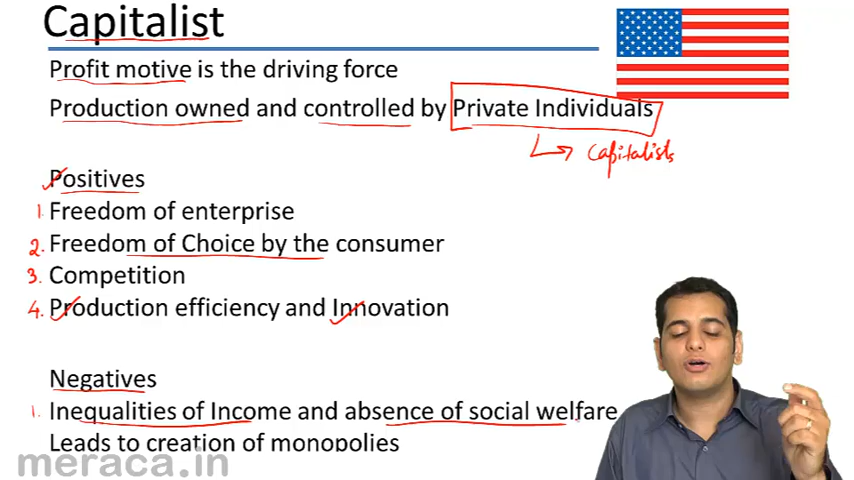 Capitalist
Profit motive is the driving force
Production owned and controlled by Private Individuals
Capitalists
Positives
1. Freedom of enterprise
2. Freedom of Choice by the consumer
3. Competition
4. Production efficiency and Innovation
Negatives
1. Inequalities of Income and absence of social welfare
Leads to creation of monopolies
meraca.in